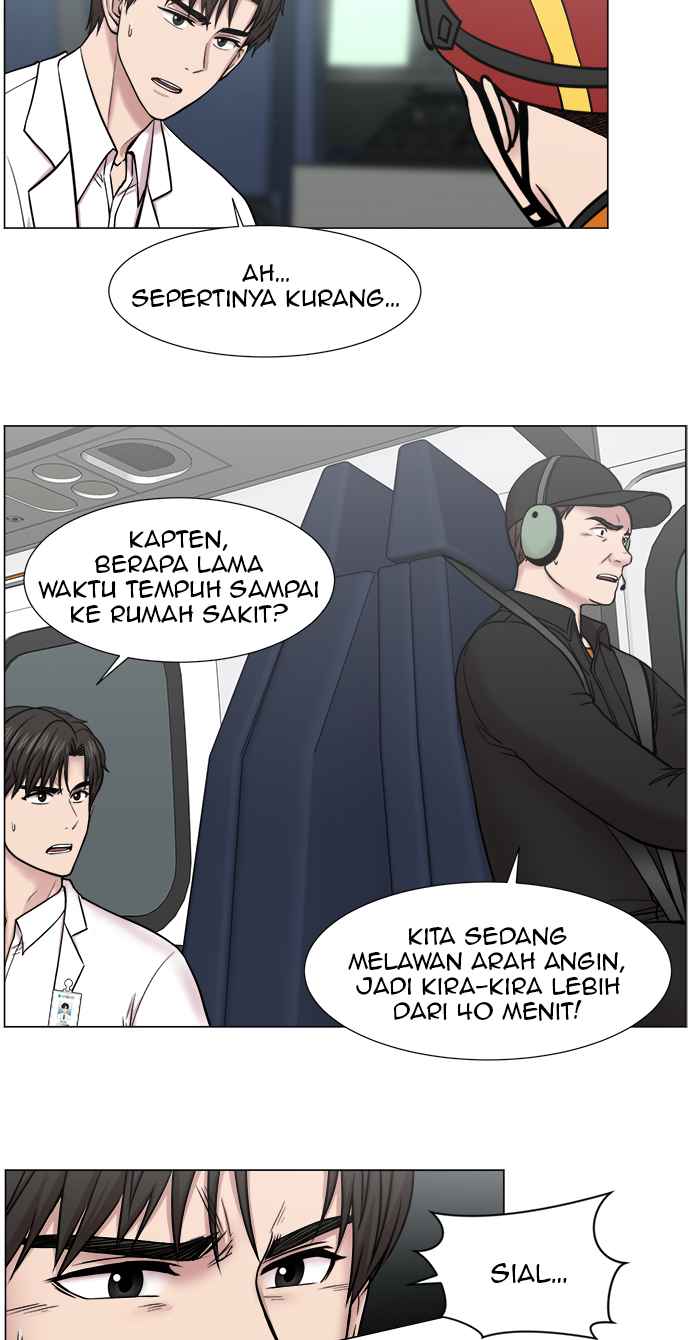 AH...
SEPERTINYA KURANG...
KAPTEN,
BERAPA LAMA
WAKTU TEMPUH SAMPAI
KE RUMAH SAKIT?
KITA SEDANG
MELAWAN ARAH ANGIN,
JADI KIRA-KIRA LEBIH
DARI 40 MENIT!
SIAL...